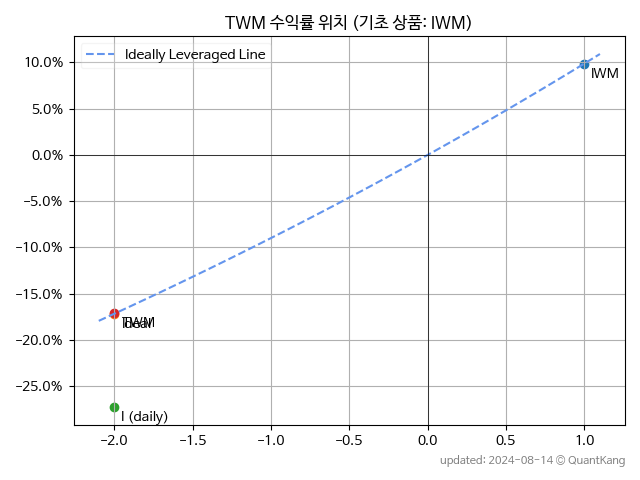 TWM 수익률 위치 (기초 상품: IWM)
Ideally Leveraged Line
10.0%
5.0%
0.0%
−5.0%
−10.0%
−15.0%
−20.0%
−25.0%
IWM
TWM
Ideal
I (daily)
−2.0 −1.5 −1.0 −0.5 0.0 0.5 1.0
updated: 2024-08-14 © QuantKang